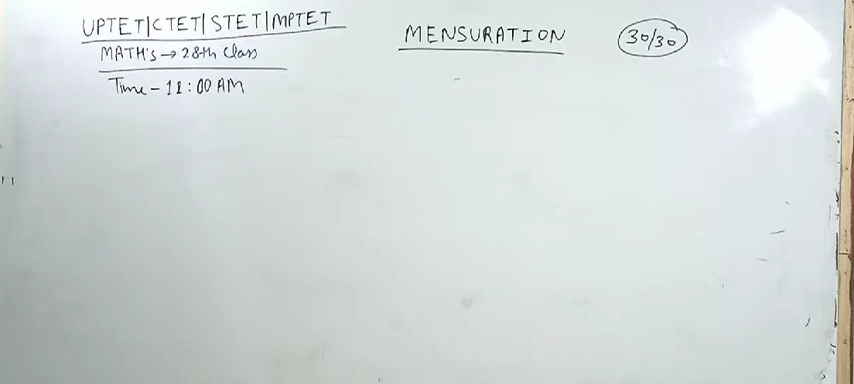 UPTET|CTET|STET|MPTET
MATH'S → 28th Class
Time - 11:00 AM
MENSURATION
30/30